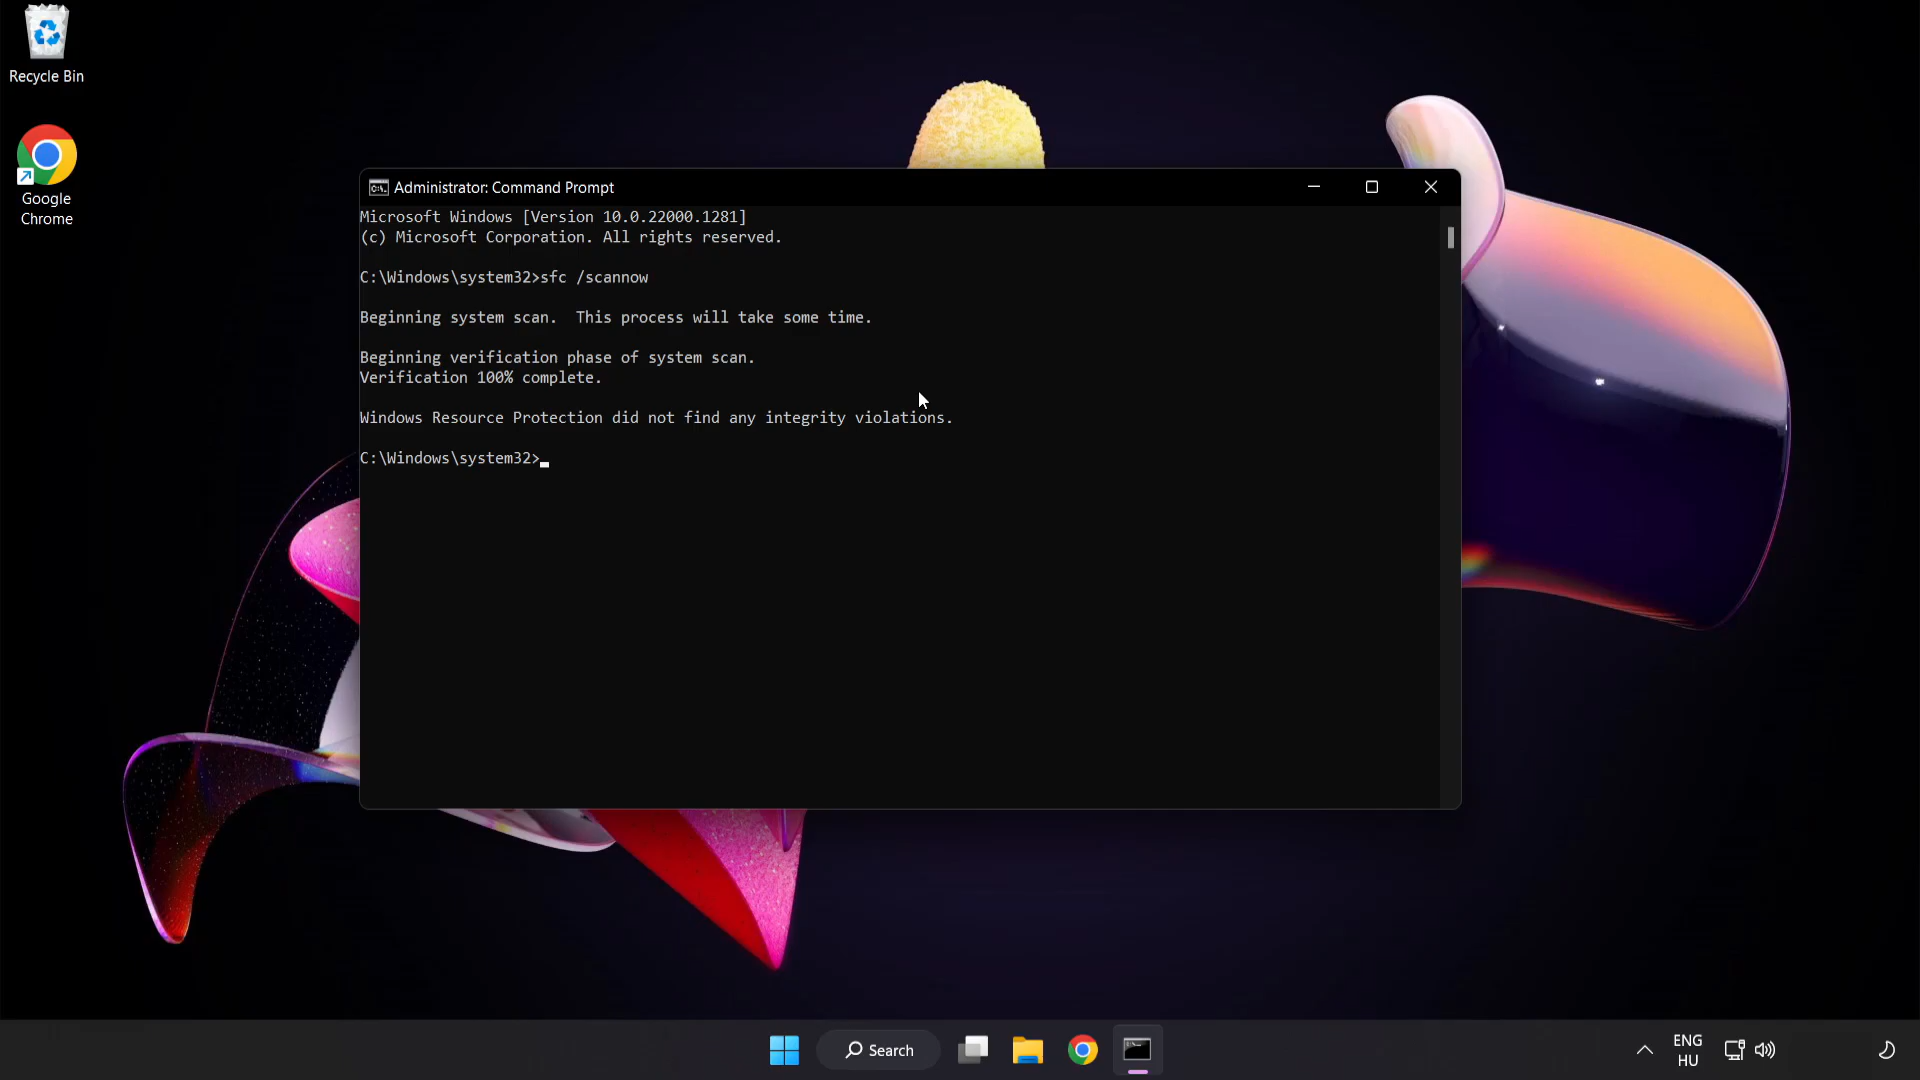 Recycle Bin
Google
Chrome
Administrator: Command Prompt
Microsoft Windows [Version 10.0.22000.1281]
(c) Microsoft Corporation. All rights reserved.
C:\Windows\system32>sfc /scannow
Beginning system scan.  This process will take some time.
Beginning verification phase of system scan.
Verification 100% complete.
Windows Resource Protection did not find any integrity violations.
C:\Windows\system32>
Search
ENG
HU